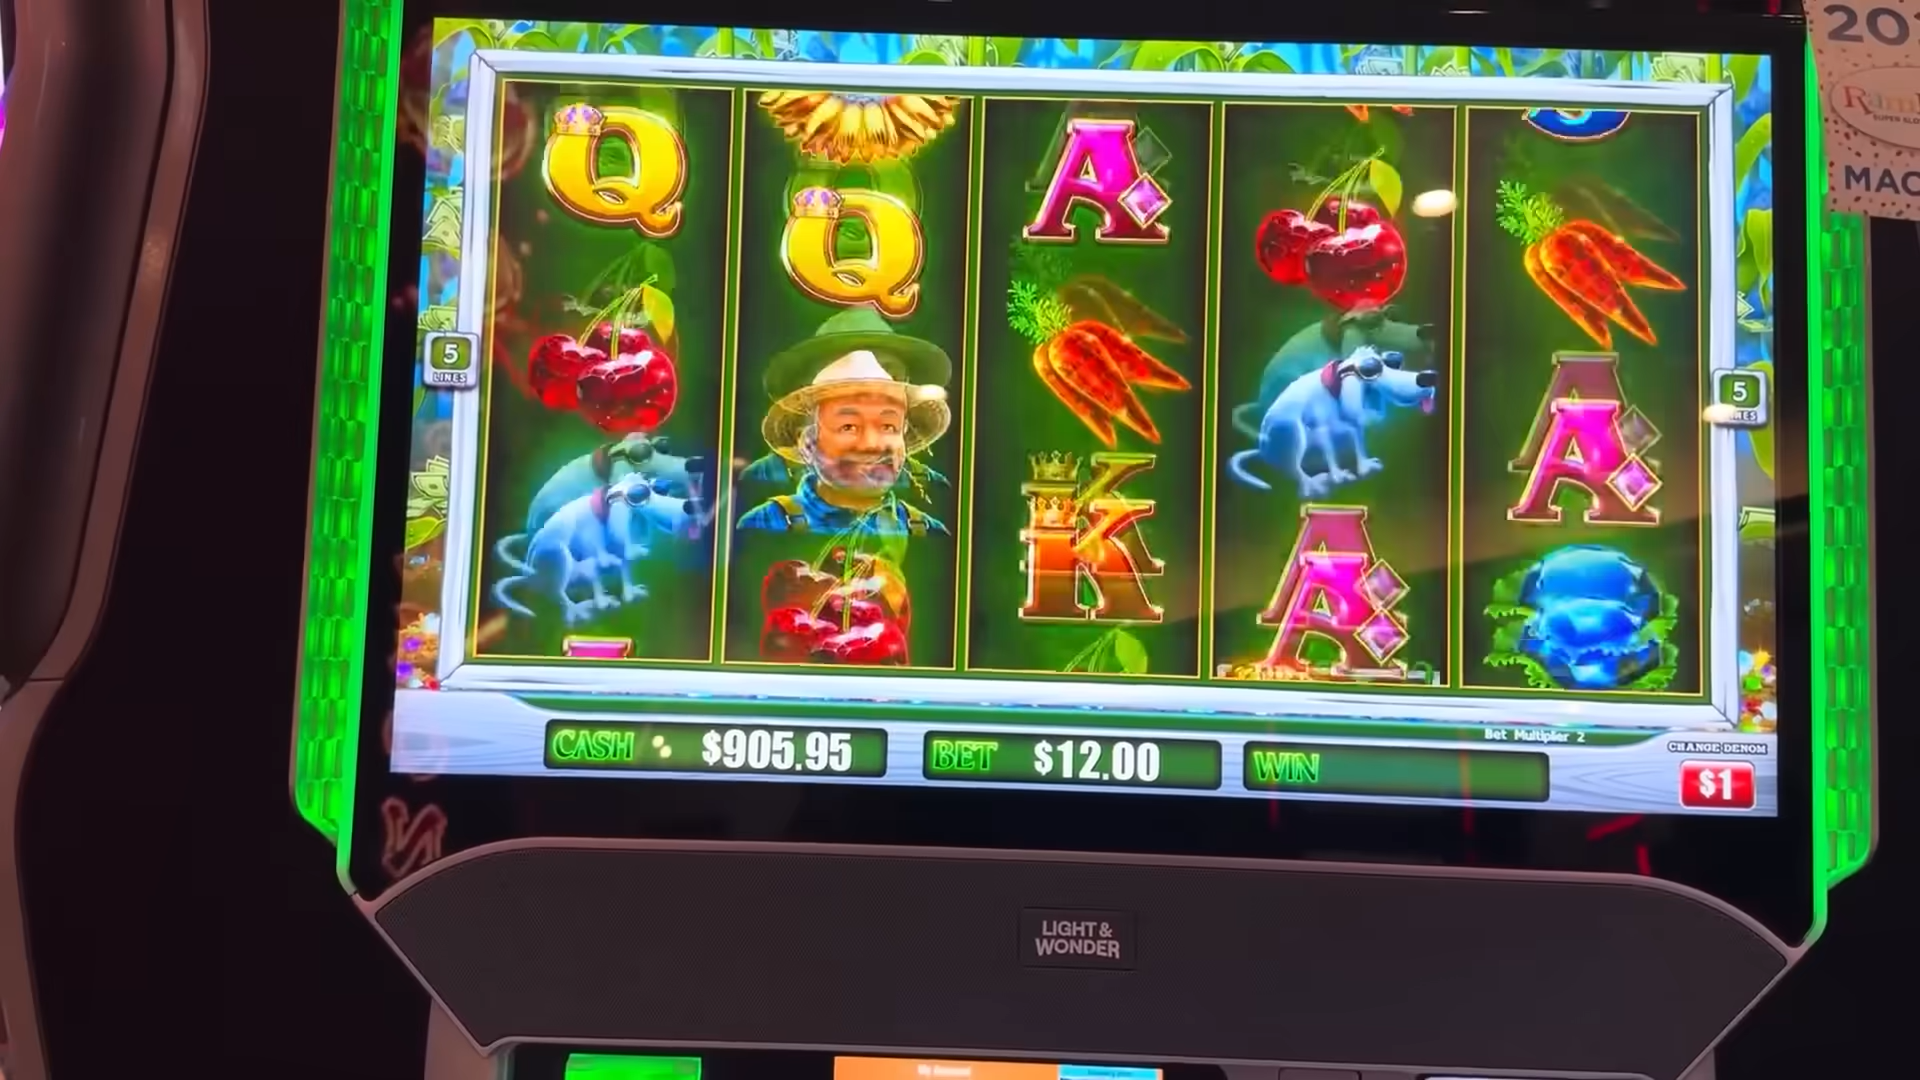 20
MAC
Q
Q
A
K
A
A
5
LINES
5
CASH $905.95
BET $12.00
WIN
Bet Multiplier 2
CHANGE DENOM
$1
LIGHT &
WONDER